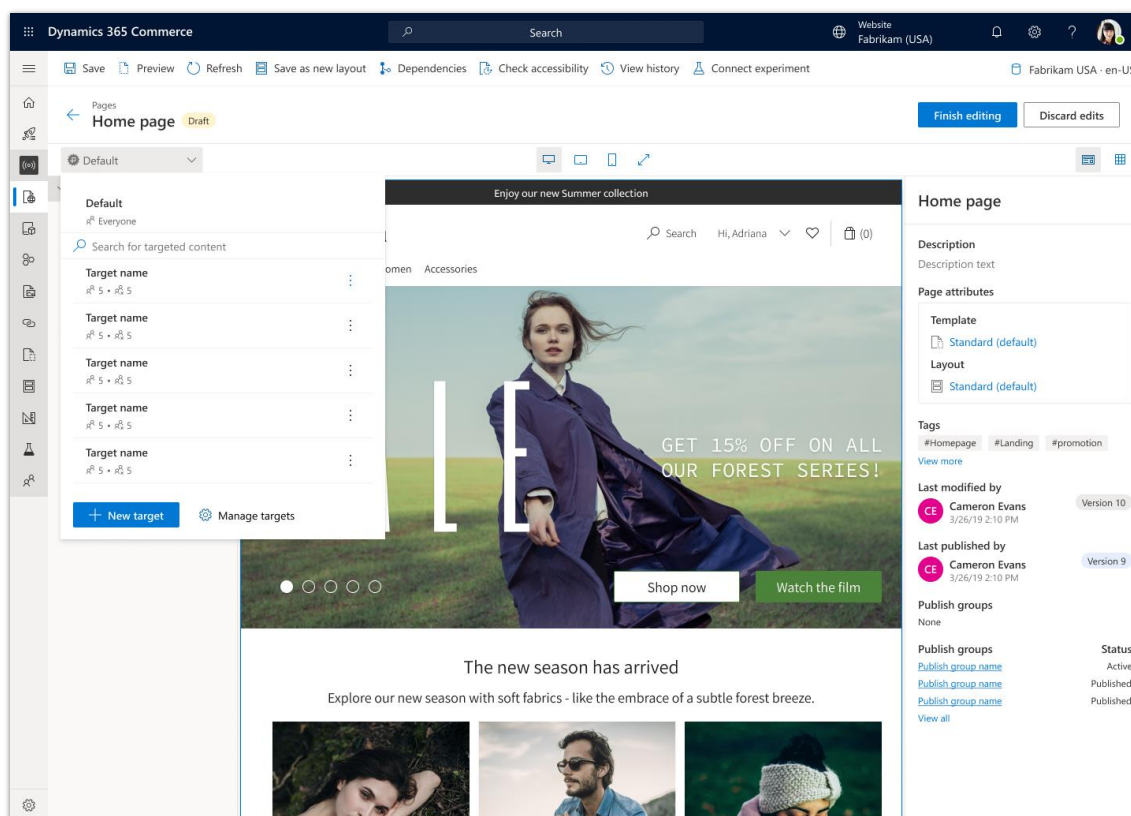 Dynamics 365 Commerce
Search
Website
Fabrikam (USA)
Save
Preview
Refresh
Save as new layout
Dependencies
Check accessibility
View history
Connect experiment
Fabrikam USA · en-US
Pages
Home page
Draft
Finish editing
Discard edits
Default
Default
Everyone
Search for targeted content
Target name
5 • 5
Target name
5 • 5
Target name
5 • 5
Target name
5 • 5
Target name
5 • 5
New target
Manage targets
Enjoy our new Summer collection
Search
Hi, Adriana
(0)
omen
Accessories
LE
GET 15% OFF ON ALL
OUR FOREST SERIES!
Shop now
Watch the film
The new season has arrived
Explore our new season with soft fabrics - like the embrace of a subtle forest breeze.
Home page
Description
Description text
Page attributes
Template
Standard (default)
Layout
Standard (default)
Tags
#Homepage #Landing #promotion
View more
Last modified by
CE
Cameron Evans
3/26/19 2:10 PM
Version 10
Last published by
CE
Cameron Evans
3/26/19 2:10 PM
Version 9
Publish groups
None
Publish groups Status
Publish group name Active
Publish group name Published
Publish group name Published
View all